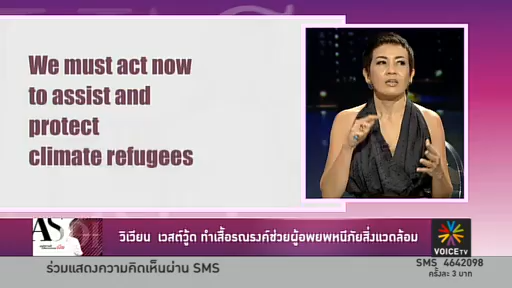 We must act now
to assist and
protect
climate refugees
AS
วิเวียน เวสต์วู้ด ทำเสื้อรณรงค์ช่วยผู้อพยพหนีภัยสิ่งแวดล้อม
VOICETV
ร่วมแสดงความคิดเห็นผ่าน SMS
SMS 4642098
ครั้งละ 3 บาท